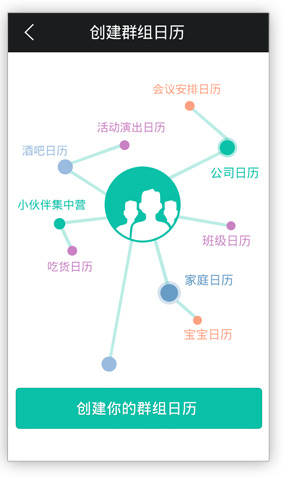 创建群组日历
会议安排日历
活动演出日历
酒吧日历
公司日历
小伙伴集中营
班级日历
吃货日历
家庭日历
宝宝日历
创建你的群组日历